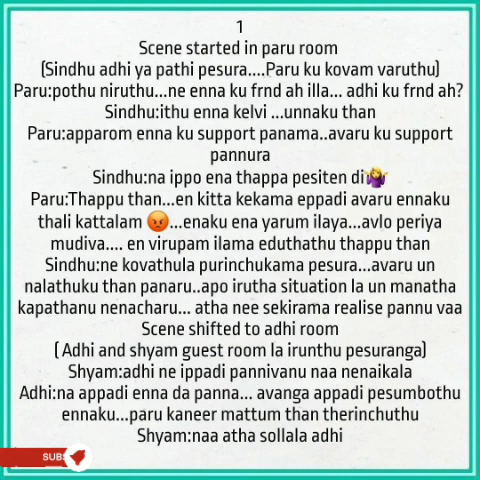 1
Scene started in paru room
(Sindhu adhi ya pathi pesura....Paru ku kovam varuthu)
Paru:pothu niruthu...ne enna ku frnd ah illa... adhi ku frnd ah?
Sindhu:ithu enna kelvi ...unnaku than
Paru:apparom enna ku support panama..avaru ku support
pannura
Sindhu:na ippo ena thappa pesiten di🤷‍♀️
Paru:Thappu than...en kitta kekama eppadi avaru ennaku
thali kattalam 😡...enaku ena yarum ilaya...avlo periya
mudiva.... en virupam ilama eduthathu thappu than
Sindhu:ne kovathula purinchukama pesura...avaru un
nalathuku than panaru..apo irutha situation la un manatha
kapathanu nenacharu... atha nee sekirama realise pannu vaa
Scene shifted to adhi room
( Adhi and shyam guest room la irunthu pesuranga)
Shyam:adhi ne ippadi pannivanu naa nenaikala
Adhi:na appadi enna da panna... avanga appadi pesumbothu
ennaku...paru kaneer mattum than therinchuthu
Shyam:naa atha sollala adhi
SUBS